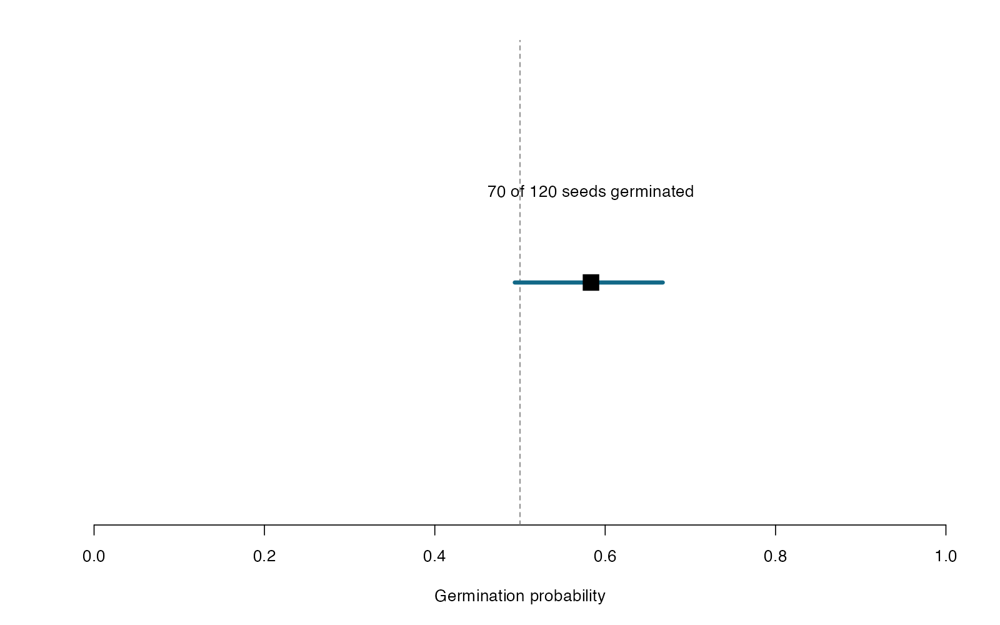 70 of 120 seeds germinated
0.0 0.2 0.4 0.6 0.8 1.0
Germination probability